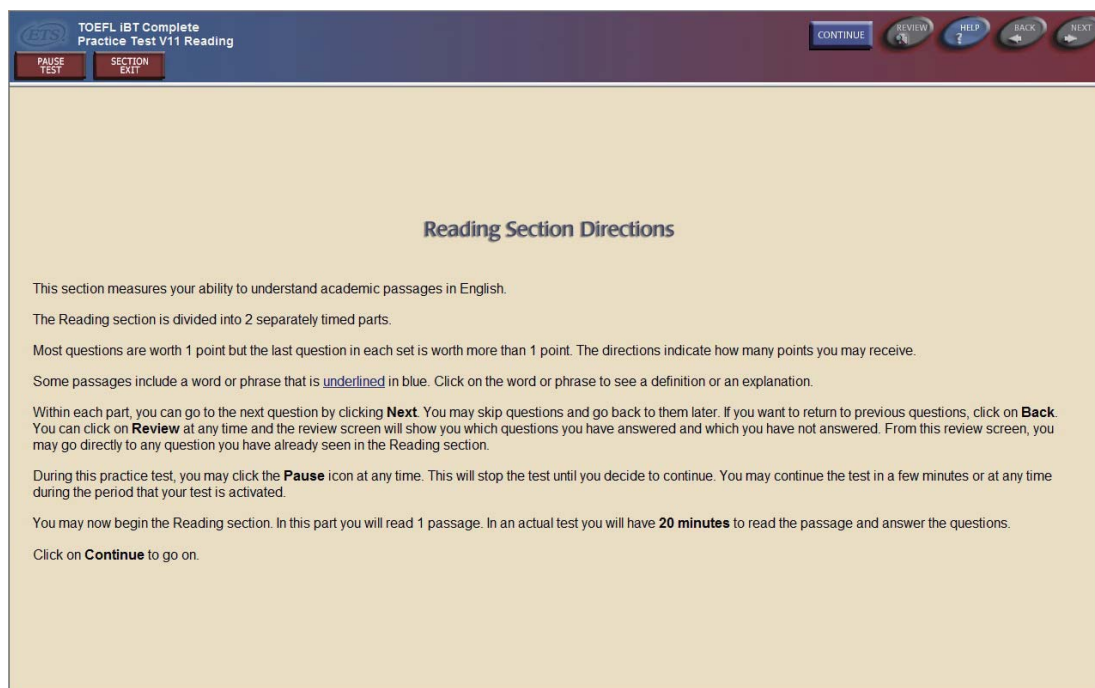 ETS
TOEFL iBT Complete
Practice Test V11 Reading
CONTINUE
REVIEW
HELP
?
BACK
NEXT
PAUSE
TEST
SECTION
EXIT
Reading Section Directions
This section measures your ability to understand academic passages in English.
The Reading section is divided into 2 separately timed parts.
Most questions are worth 1 point but the last question in each set is worth more than 1 point. The directions indicate how many points you may receive.
Some passages include a word or phrase that is underlined in blue. Click on the word or phrase to see a definition or an explanation.
Within each part, you can go to the next question by clicking Next. You may skip questions and go back to them later. If you want to return to previous questions, click on Back.
You can click on Review at any time and the review screen will show you which questions you have answered and which you have not answered. From this review screen, you
may go directly to any question you have already seen in the Reading section.
During this practice test, you may click the Pause icon at any time. This will stop the test until you decide to continue. You may continue the test in a few minutes or at any time
during the period that your test is activated.
You may now begin the Reading section. In this part you will read 1 passage. In an actual test you will have 20 minutes to read the passage and answer the questions.
Click on Continue to go on.